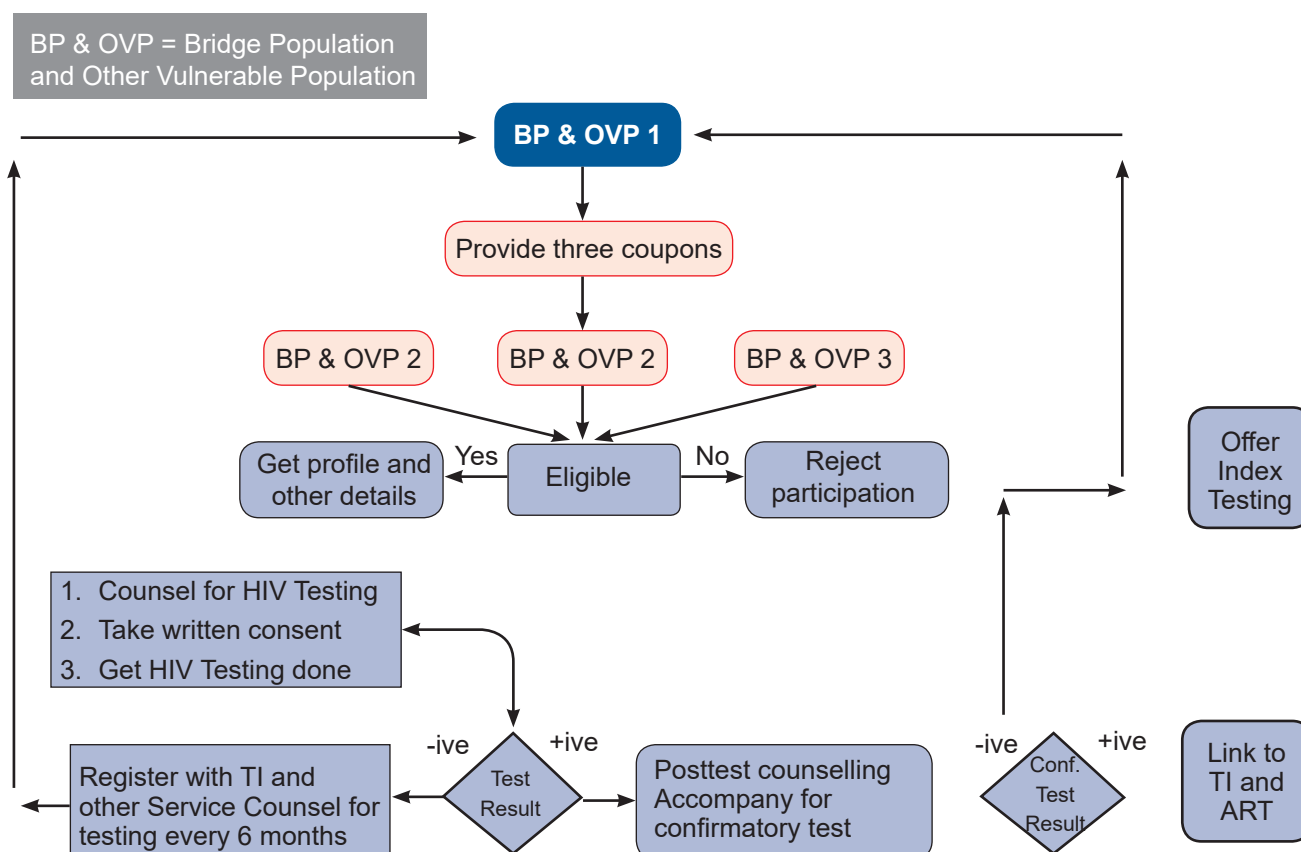 BP & OVP = Bridge Population
and Other Vulnerable Population
BP & OVP 1
Provide three coupons
BP & OVP 2
BP & OVP 2
BP & OVP 3
Get profile and
other details
Yes
Eligible
No
Reject
participation
Offer
Index
Testing
1. Counsel for HIV Testing
2. Take written consent
3. Get HIV Testing done
Register with TI and
other Service Counsel for
testing every 6 months
-ive
+ive
Test
Result
Posttest counselling
Accompany for
confirmatory test
-ive
+ive
Conf.
Test
Result
Link to
TI and
ART